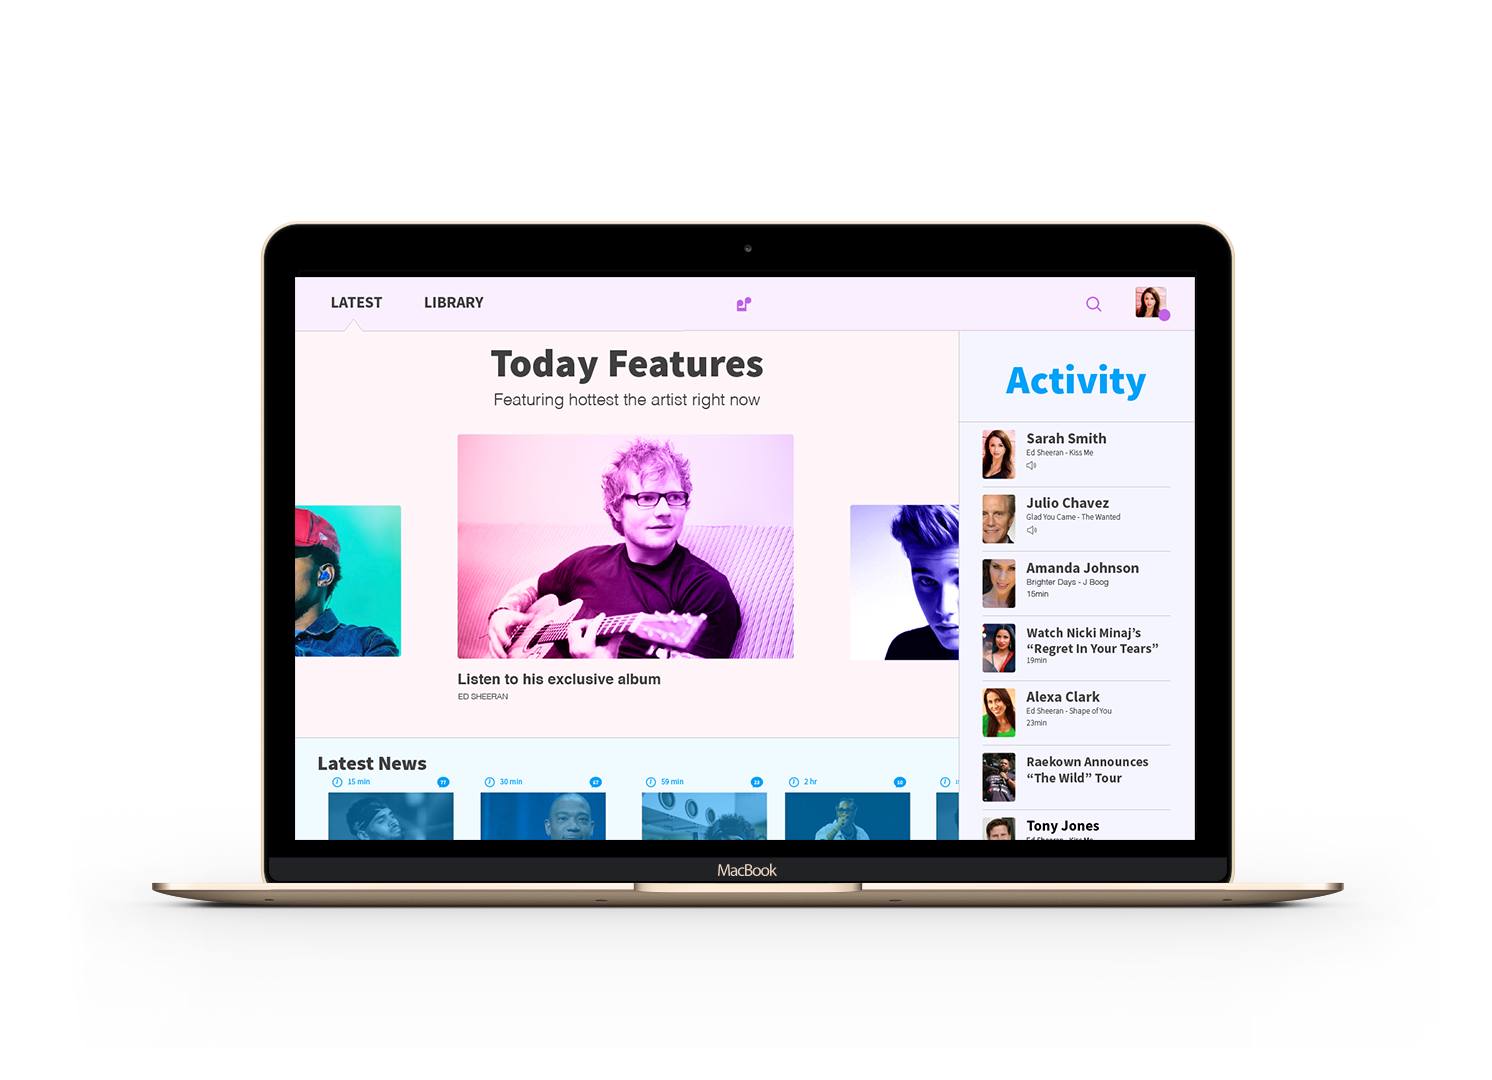 LATEST
LIBRARY
Today Features
Featuring hottest the artist right now
Listen to his exclusive album
ED SHEERAN
Latest News
15 min
77
30 min
67
59 min
23
2 hr
10
Activity
Sarah Smith
Ed Sheeran - Kiss Me
Julio Chavez
Glad You Came - The Wanted
Amanda Johnson
Brighter Days - J Boog
15min
Watch Nicki Minaj’s
“Regret In Your Tears”
19min
Alexa Clark
Ed Sheeran - Shape of You
23min
Raekown Announces
“The Wild” Tour
Tony Jones
MacBook